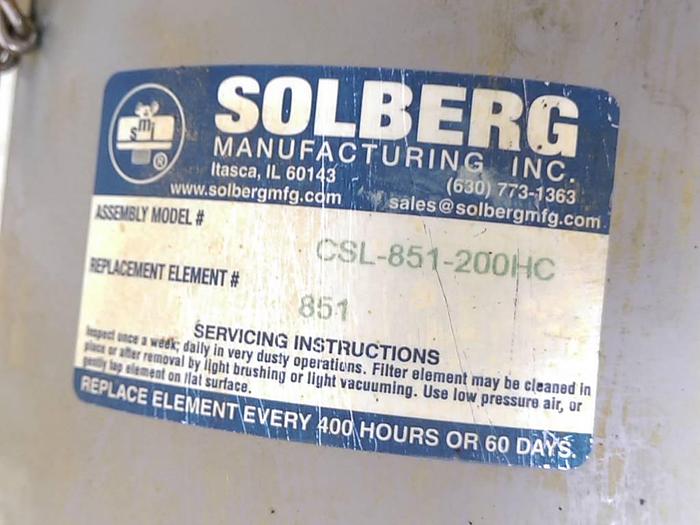 smi
®
SOLBERG
MANUFACTURING INC.
Itasca, IL 60143
(630) 773-1363
www.solbergmfg.com
sales@solbergmfg.com
ASSEMBLY MODEL #
CSL-851-200HC
REPLACEMENT ELEMENT #
851
SERVICING INSTRUCTIONS
Inspect once a week; daily in very dusty operations. Filter element may be cleaned in
place or after removal by light brushing or light vacuuming. Use low pressure air, or
gently tap element on flat surface.
REPLACE ELEMENT EVERY 400 HOURS OR 60 DAYS.